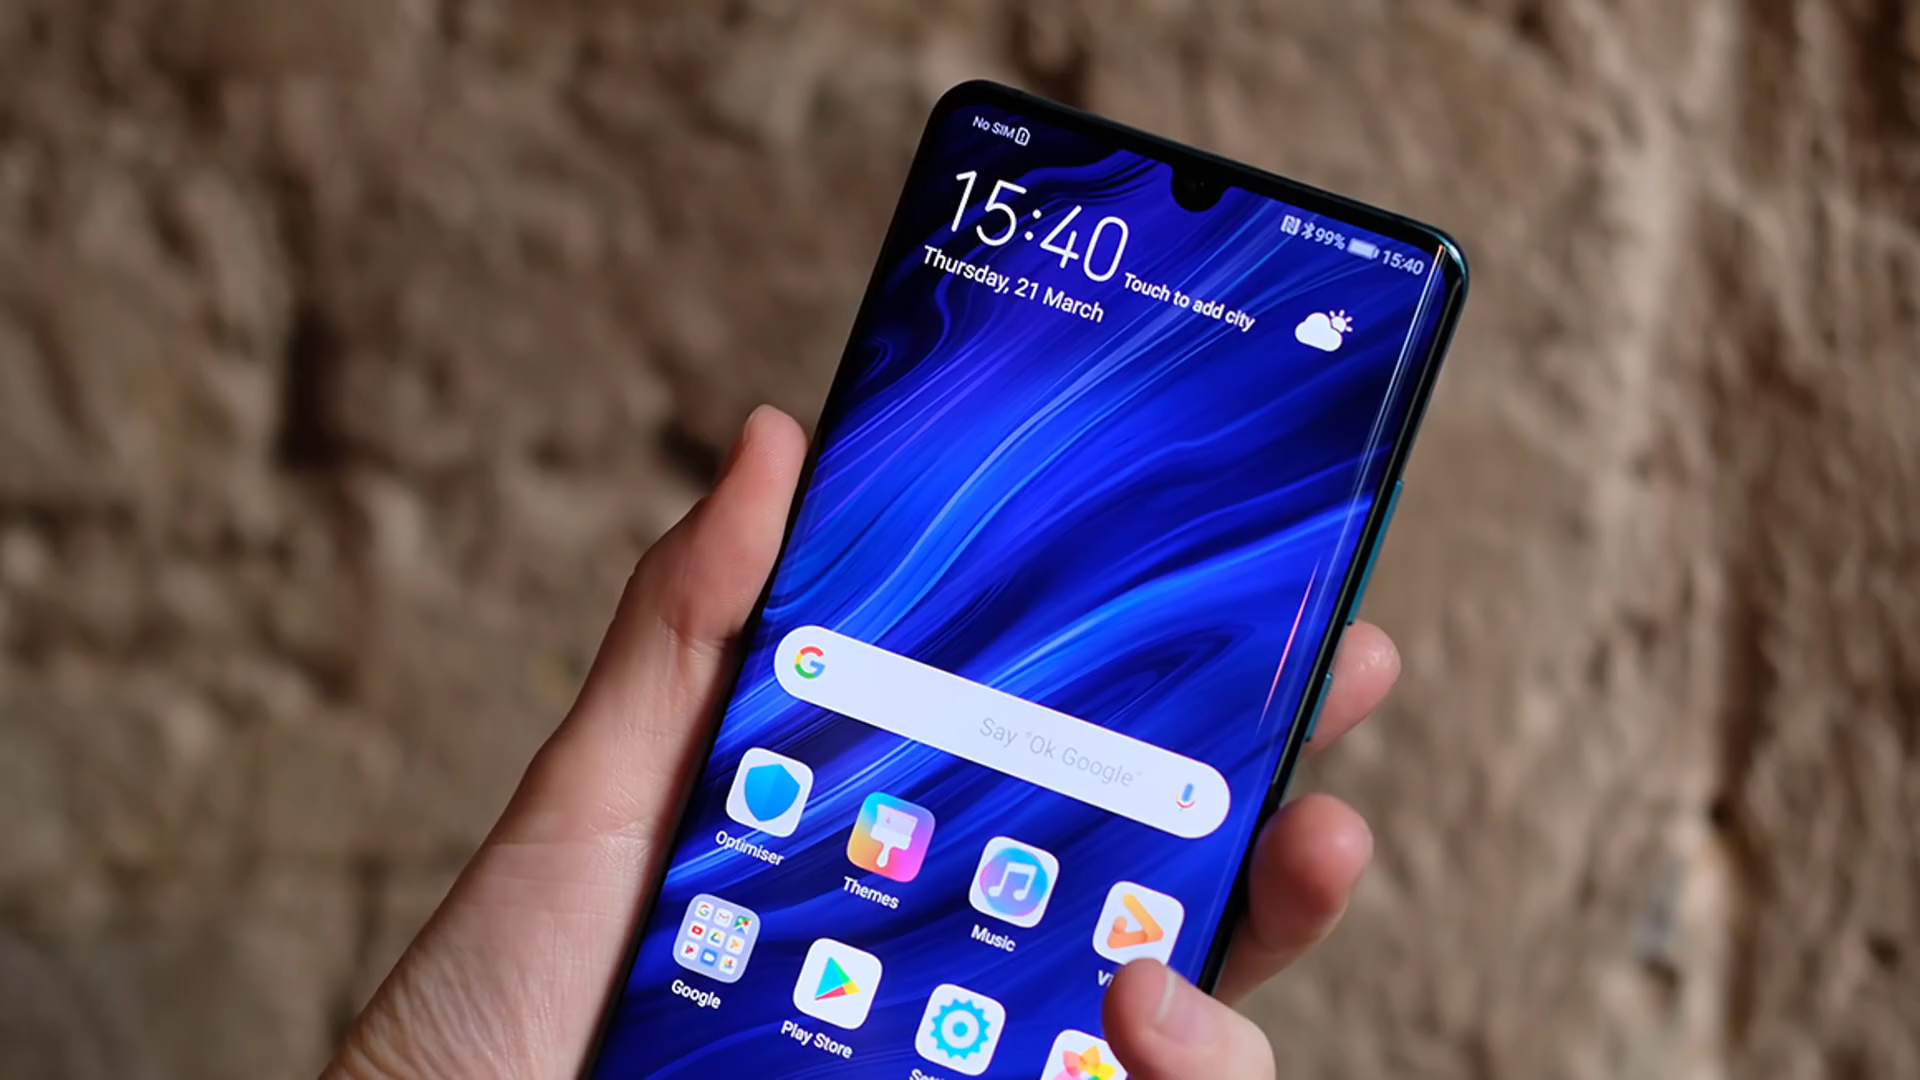 No SIM
99% 15:40
15:40
Thursday, 21 March
Touch to add city
Say "Ok Google"
Optimiser
Themes
Music
Google
Play Store